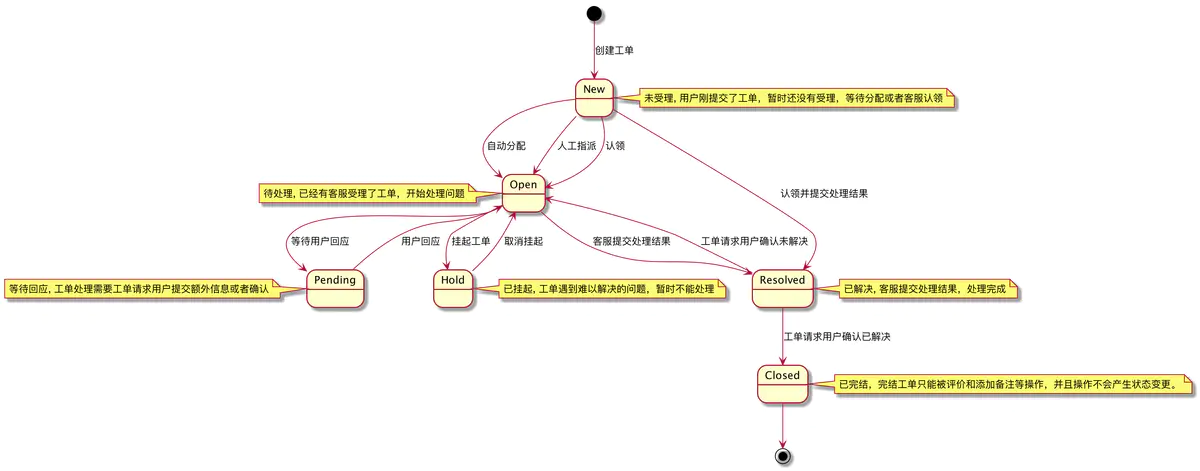 创建工单
New
未受理, 用户刚提交了工单，暂时还没有受理，等待分配或者客服认领
自动分配
人工指派
认领
认领并提交处理结果
Open
待处理, 已经有客服受理了工单，开始处理问题
等待用户回应
用户回应
挂起工单
取消挂起
客服提交处理结果
工单请求用户确认未解决
Pending
等待回应, 工单处理需要工单请求用户提交额外信息或者确认
Hold
已挂起, 工单遇到难以解决的问题，暂时不能处理
Resolved
已解决, 客服提交处理结果，处理完成
工单请求用户确认已解决
Closed
已完结，完结工单只能被评价和添加备注等操作，并且操作不会产生状态变更。